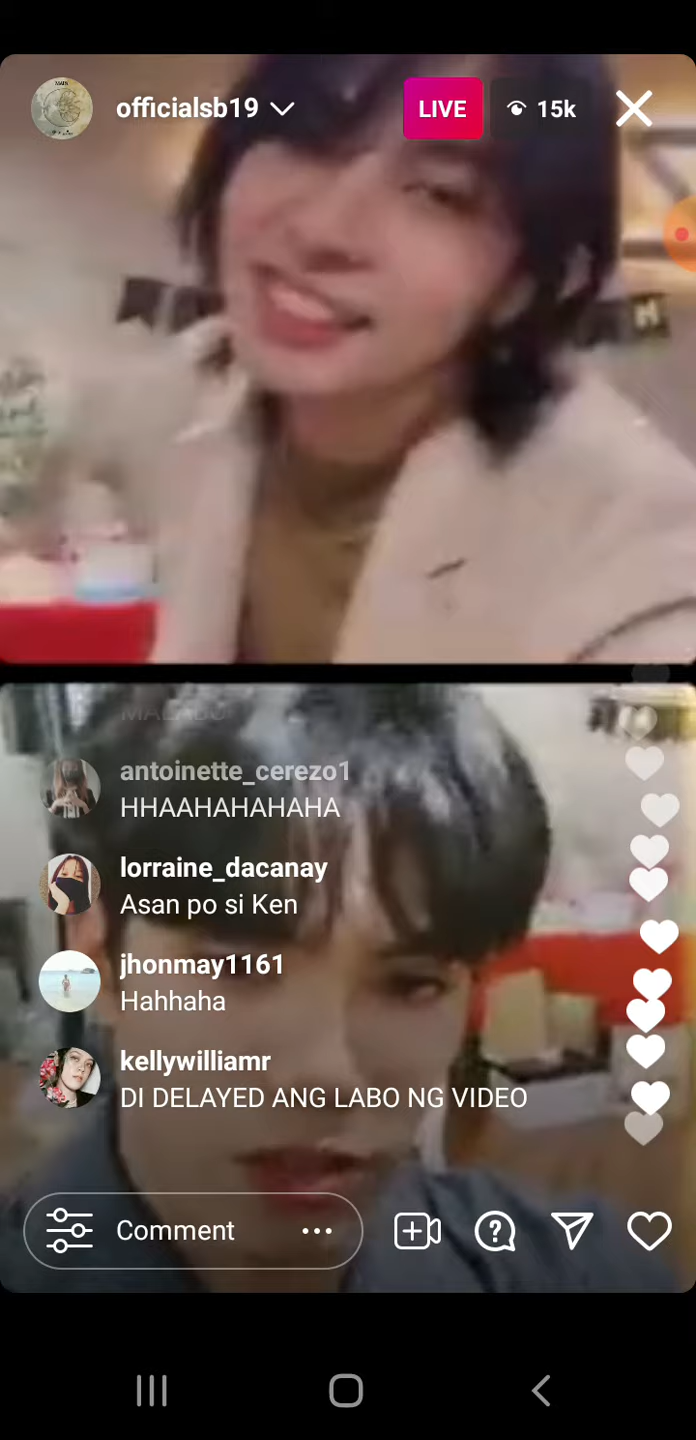 officialsb19
LIVE
15k
H
MALABO
antoinette_cerezo1
HHAAHAHAHAHA
lorraine_dacanay
Asan po si Ken
jhonmay1161
Hahhaha
kellywilliamr
DI DELAYED ANG LABO NG VIDEO
Comment